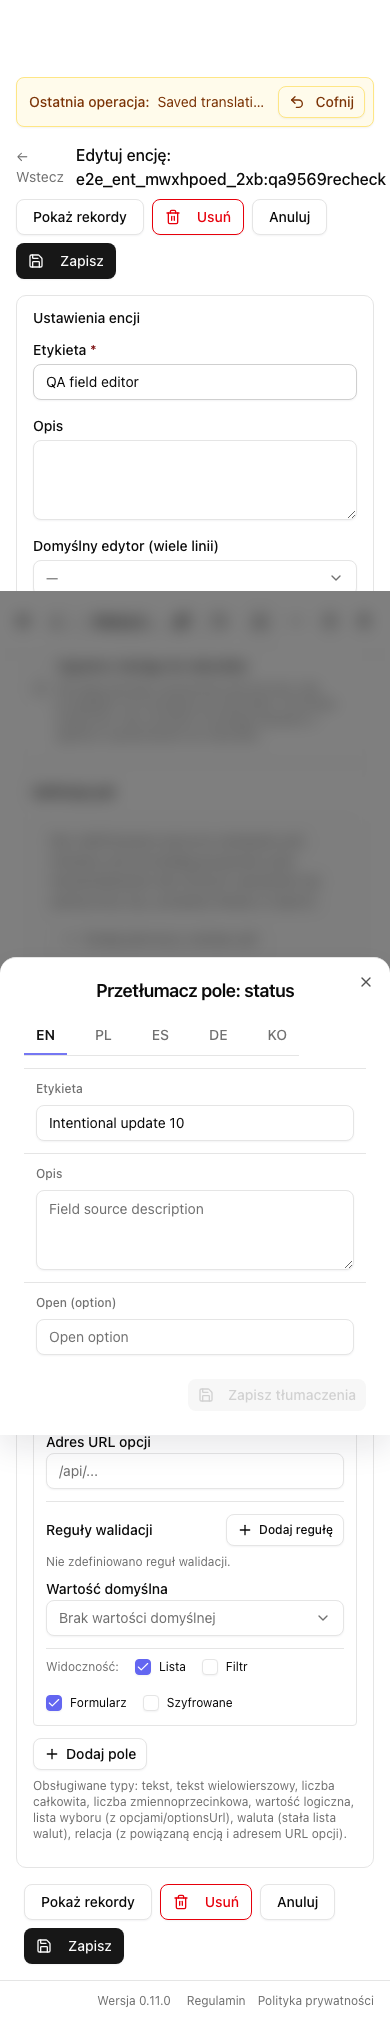 Ostatnia operacja: Saved translati... Cofnij
← Wstecz
Edytuj encję:
e2e_ent_mwxhpoed_2xb:qa9569recheck
Pokaż rekordy Usuń Anuluj
Zapisz
Ustawienia encji
Etykieta *
QA field editor
Opis
Domyślny edytor (wiele linii)
—
Przetłumacz pole: status
EN PL ES DE KO
Etykieta
Intentional update 10
Opis
Field source description
Open (option)
Open option
Zapisz tłumaczenia
Adres URL opcji
/api/...
Reguły walidacji Dodaj regułę
Nie zdefiniowano reguł walidacji.
Wartość domyślna
Brak wartości domyślnej
Widoczność: Lista Filtr
Formularz Szyfrowane
Dodaj pole
Obsługiwane typy: tekst, tekst wielowierszowy, liczba
całkowita, liczba zmiennoprzecinkowa, wartość logiczna,
lista wyboru (z opcjami/optionsUrl), waluta (stała lista
walut), relacja (z powiązaną encją i adresem URL opcji).
Pokaż rekordy Usuń Anuluj
Zapisz
Wersja 0.11.0 Regulamin Polityka prywatności